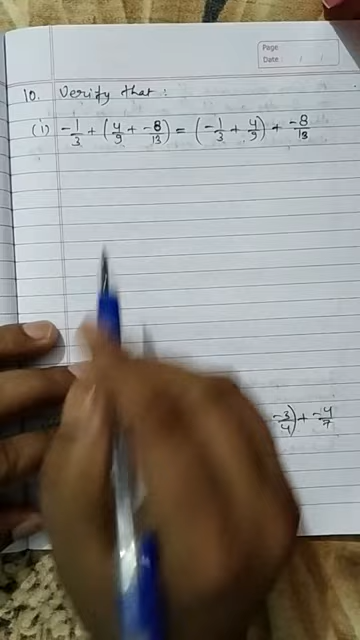 Page
Date : / /
10. Verify that :
(i) -1/3 + (4/9 + -8/13) = (-1/3 + 4/9) + -8/13
-3/4) + -4/7